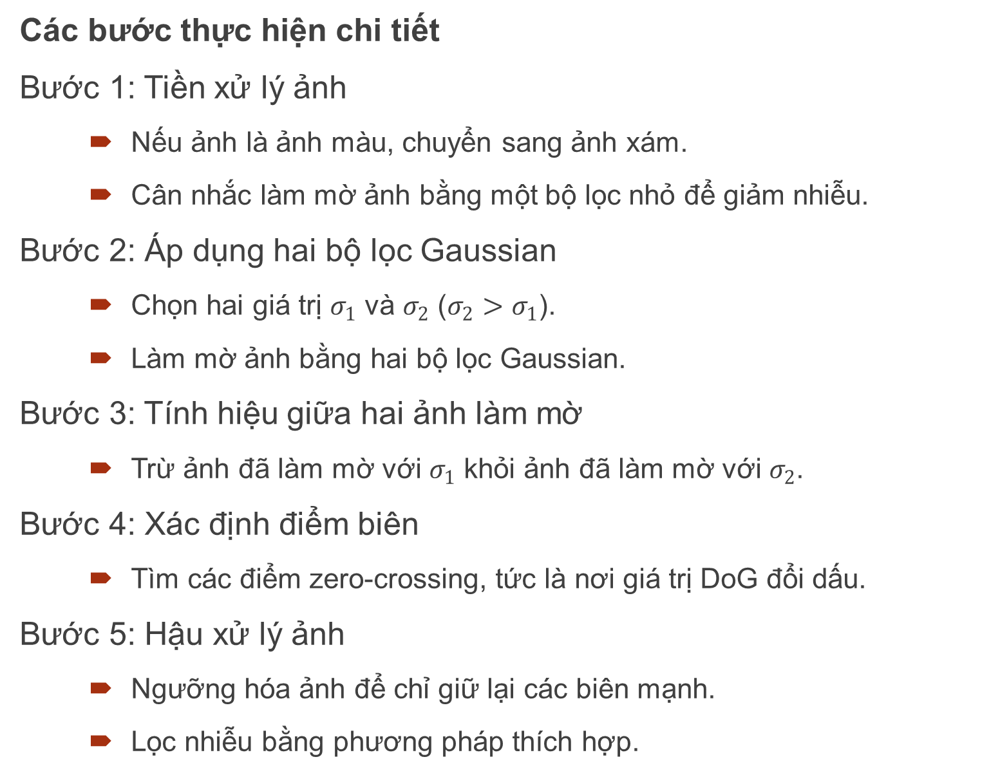 Các bước thực hiện chi tiết
Bước 1: Tiền xử lý ảnh
Nếu ảnh là ảnh màu, chuyển sang ảnh xám.
Cân nhắc làm mờ ảnh bằng một bộ lọc nhỏ để giảm nhiễu.
Bước 2: Áp dụng hai bộ lọc Gaussian
Chọn hai giá trị σ₁ và σ₂ (σ₂ > σ₁).
Làm mờ ảnh bằng hai bộ lọc Gaussian.
Bước 3: Tính hiệu giữa hai ảnh làm mờ
Trừ ảnh đã làm mờ với σ₁ khỏi ảnh đã làm mờ với σ₂.
Bước 4: Xác định điểm biên
Tìm các điểm zero-crossing, tức là nơi giá trị DoG đổi dấu.
Bước 5: Hậu xử lý ảnh
Ngưỡng hóa ảnh để chỉ giữ lại các biên mạnh.
Lọc nhiễu bằng phương pháp thích hợp.